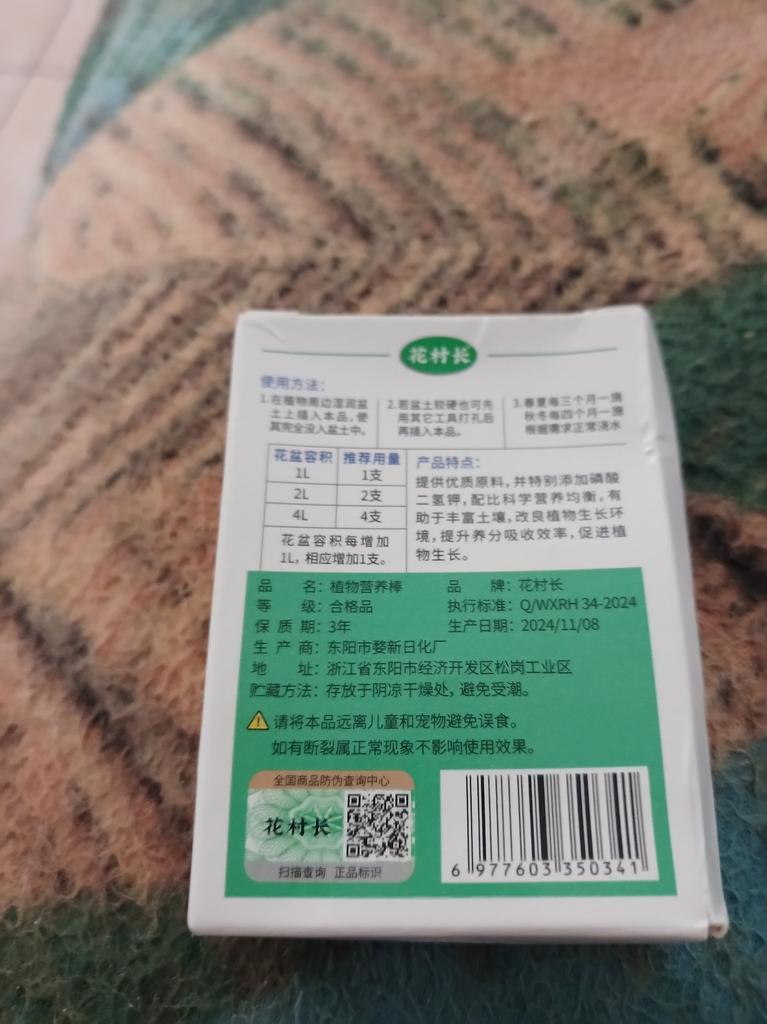 花村长
使用方法：
1.在植物周边湿润盆
土上插入本品，使
其完全没入盆土中。
2.若盆土较硬也可先
用其它工具打孔后
再插入本品。
3.春夏每三个月一施
秋冬每四个月一施
根据需求正常浇水
花盆容积 推荐用量
1L 1支
2L 2支
4L 4支
花盆容积每增加
1L，相应增加1支。
产品特点：
提供优质原料，并特别添加磷酸
二氢钾，配比科学营养均衡，有
助于丰富土壤，改良植物生长环
境，提升养分吸收效率，促进植
物生长。
品 名：植物营养棒 品 牌：花村长
等 级：合格品 执行标准：Q/WXRH 34-2024
保 质 期：3年 生产日期：2024/11/08
生 产 商：东阳市婺新日化厂
地 址：浙江省东阳市经济开发区松岗工业区
贮藏方法：存放于阴凉干燥处，避免受潮。
请将本品远离儿童和宠物避免误食。
如有断裂属正常现象不影响使用效果。
全国商品防伪查询中心
花村长
扫描查询 正品标识
6 977603 350341